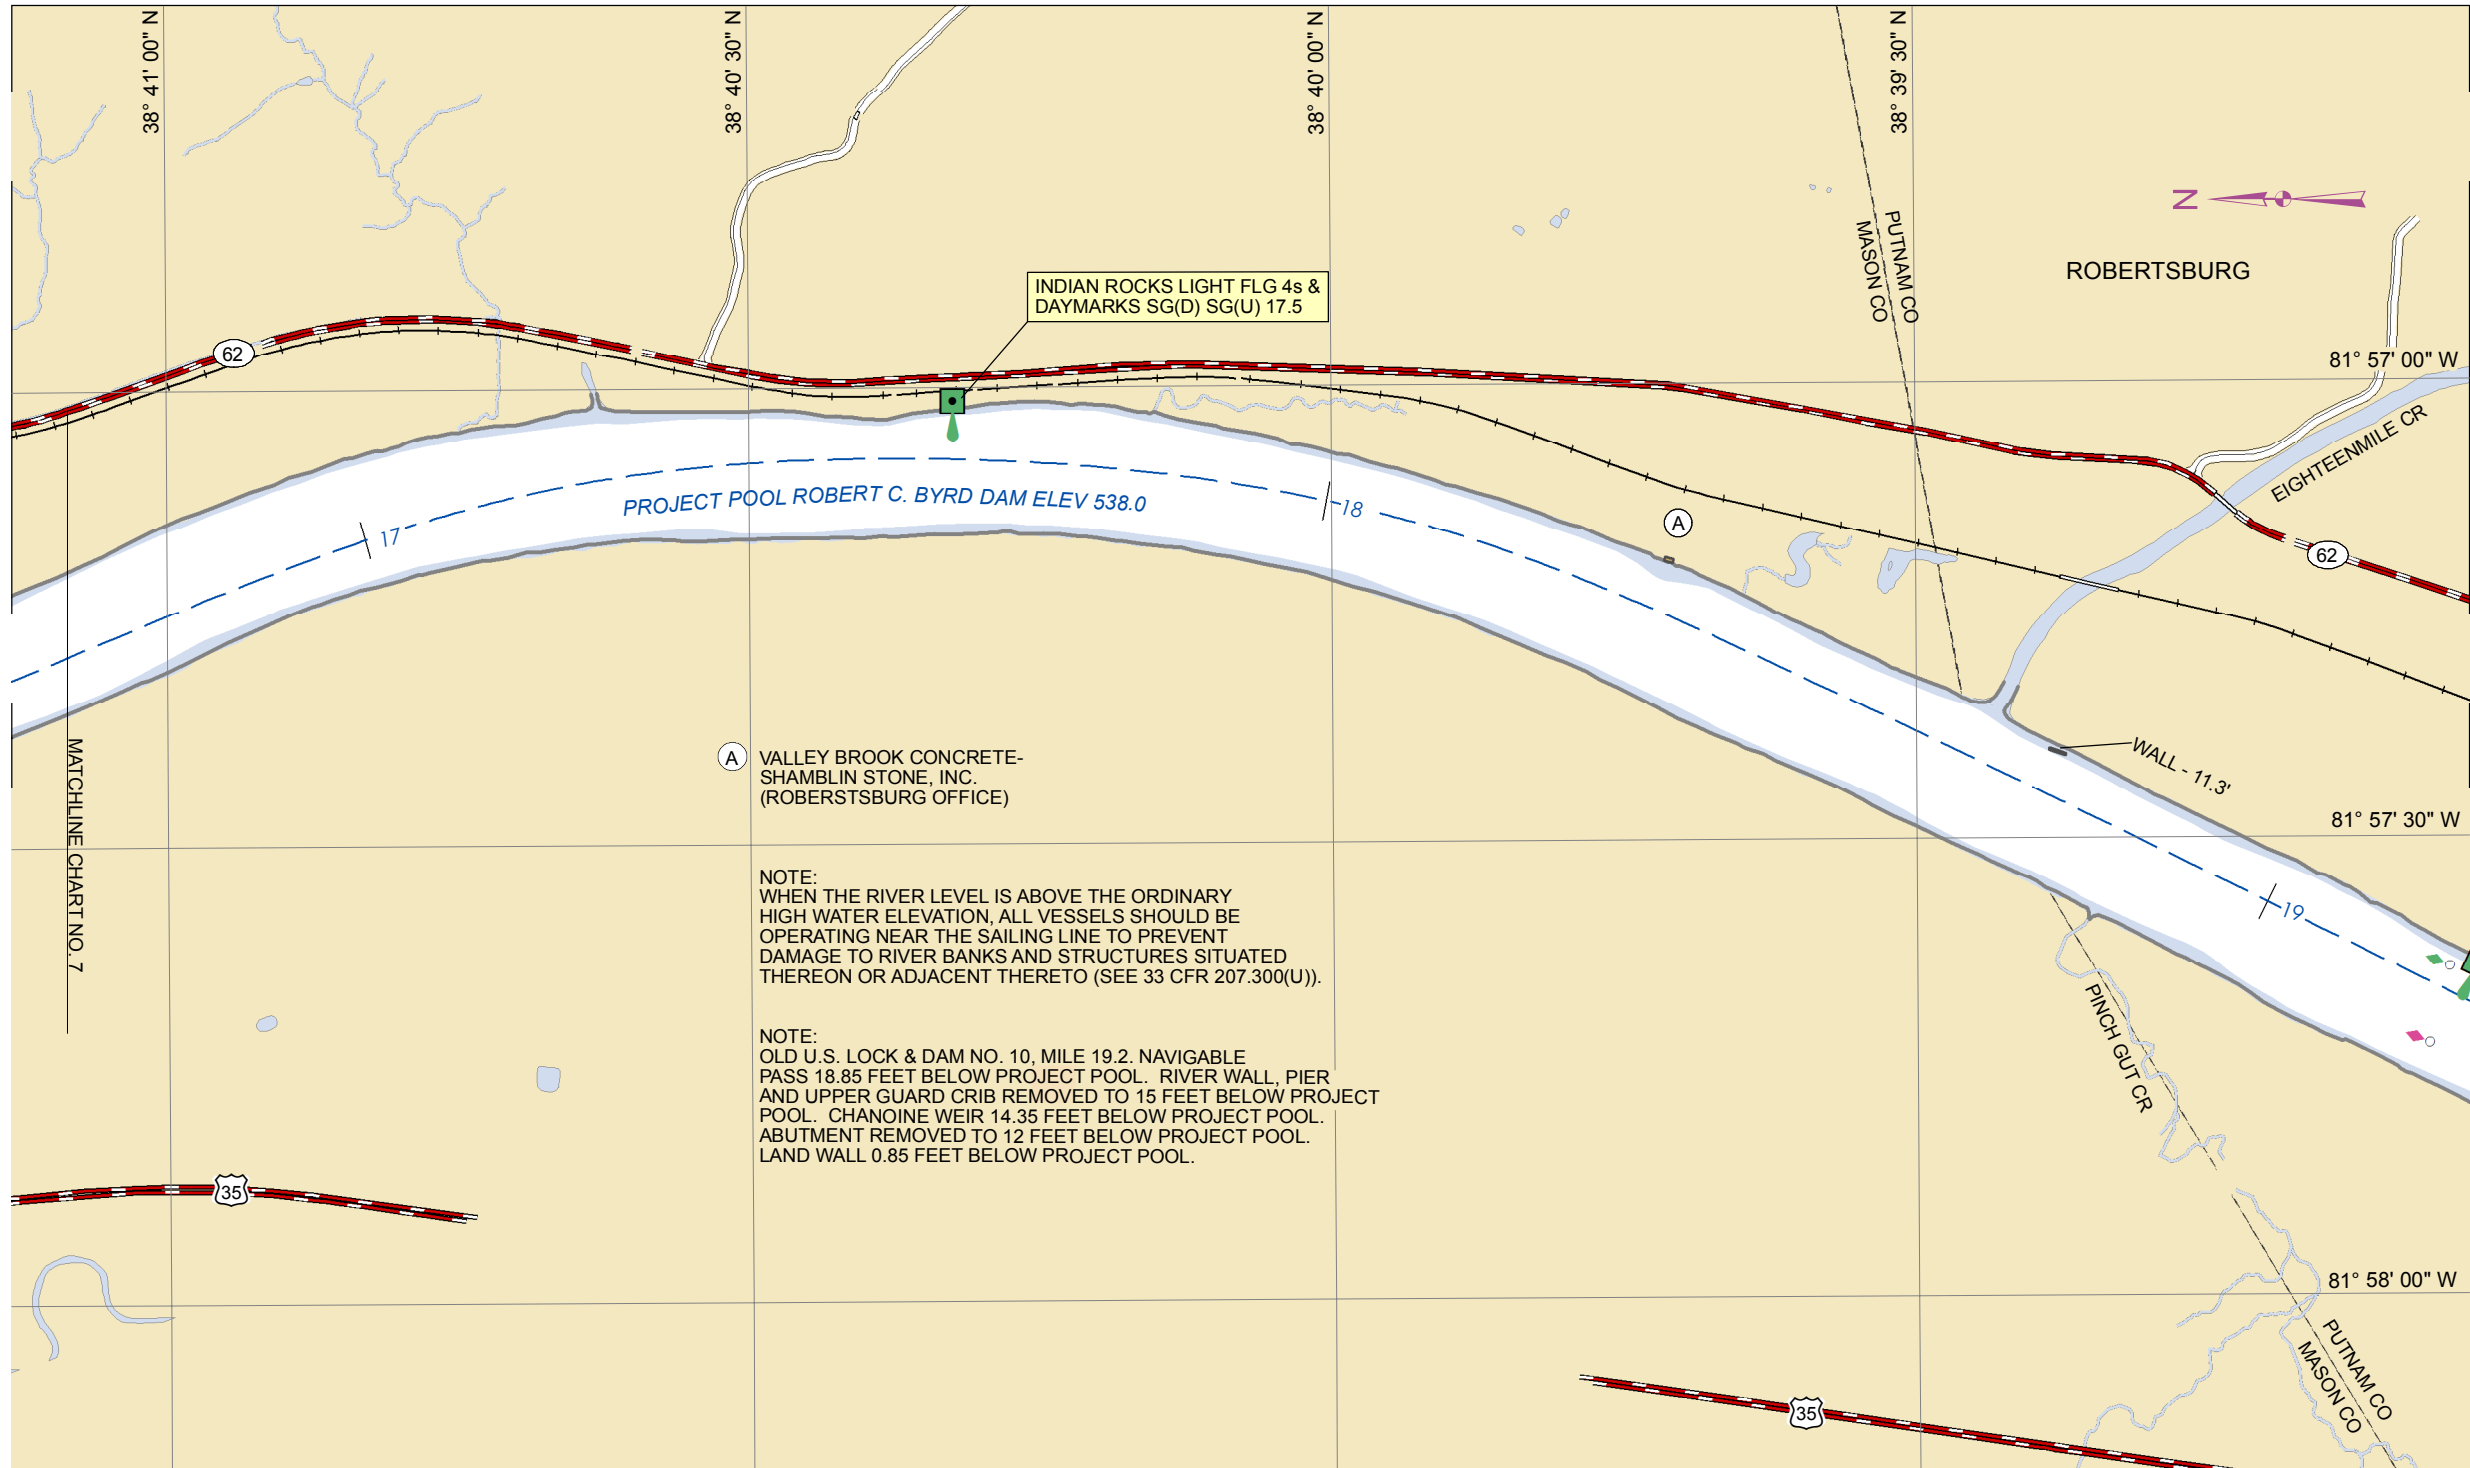 38° 41' 00" N
38° 40' 30" N
38° 40' 00" N
38° 39' 30" N
N
PUTNAM CO
MASON CO
ROBERTSBURG
INDIAN ROCKS LIGHT FLG 4s &
DAYMARKS SG(D) SG(U) 17.5
62
81° 57' 00" W
EIGHTEENMILE CR
PROJECT POOL ROBERT C. BYRD DAM ELEV 538.0
17
18
A
62
WALL - 11.3'
MATCHLINE CHART NO. 7
A
VALLEY BROOK CONCRETE-
SHAMBLIN STONE, INC.
(ROBERSTSBURG OFFICE)
81° 57' 30" W
19
NOTE:
WHEN THE RIVER LEVEL IS ABOVE THE ORDINARY
HIGH WATER ELEVATION, ALL VESSELS SHOULD BE
OPERATING NEAR THE SAILING LINE TO PREVENT
DAMAGE TO RIVER BANKS AND STRUCTURES SITUATED
THEREON OR ADJACENT THERETO (SEE 33 CFR 207.300(U)).
PINCH GUT CR
NOTE:
OLD U.S. LOCK & DAM NO. 10, MILE 19.2. NAVIGABLE
PASS 18.85 FEET BELOW PROJECT POOL. RIVER WALL, PIER
AND UPPER GUARD CRIB REMOVED TO 15 FEET BELOW PROJECT
POOL. CHANOINE WEIR 14.35 FEET BELOW PROJECT POOL.
ABUTMENT REMOVED TO 12 FEET BELOW PROJECT POOL.
LAND WALL 0.85 FEET BELOW PROJECT POOL.
35
81° 58' 00" W
PUTNAM CO
MASON CO
35